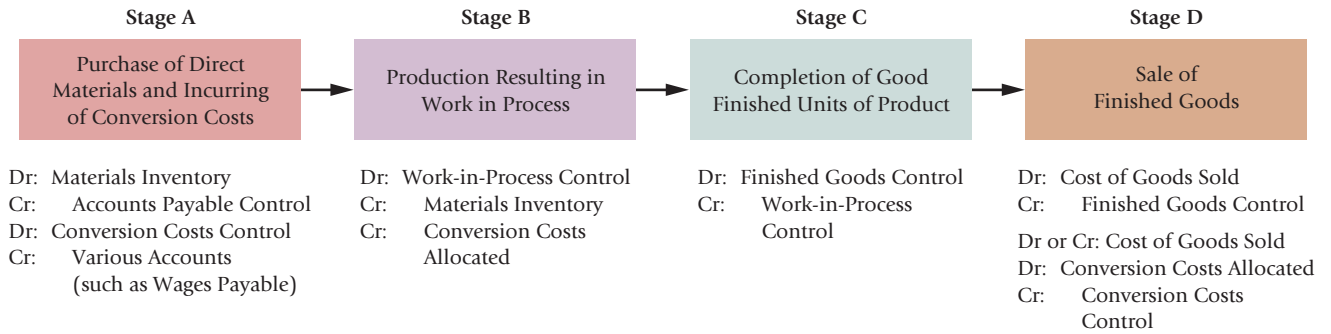 Stage A
Purchase of Direct
Materials and Incurring
of Conversion Costs
Dr: Materials Inventory
Cr: Accounts Payable Control
Dr: Conversion Costs Control
Cr: Various Accounts
(such as Wages Payable)
Stage B
Production Resulting in
Work in Process
Dr: Work-in-Process Control
Cr: Materials Inventory
Cr: Conversion Costs
Allocated
Stage C
Completion of Good
Finished Units of Product
Dr: Finished Goods Control
Cr: Work-in-Process
Control
Stage D
Sale of
Finished Goods
Dr: Cost of Goods Sold
Cr: Finished Goods Control
Dr or Cr: Cost of Goods Sold
Dr: Conversion Costs Allocated
Cr: Conversion Costs
Control